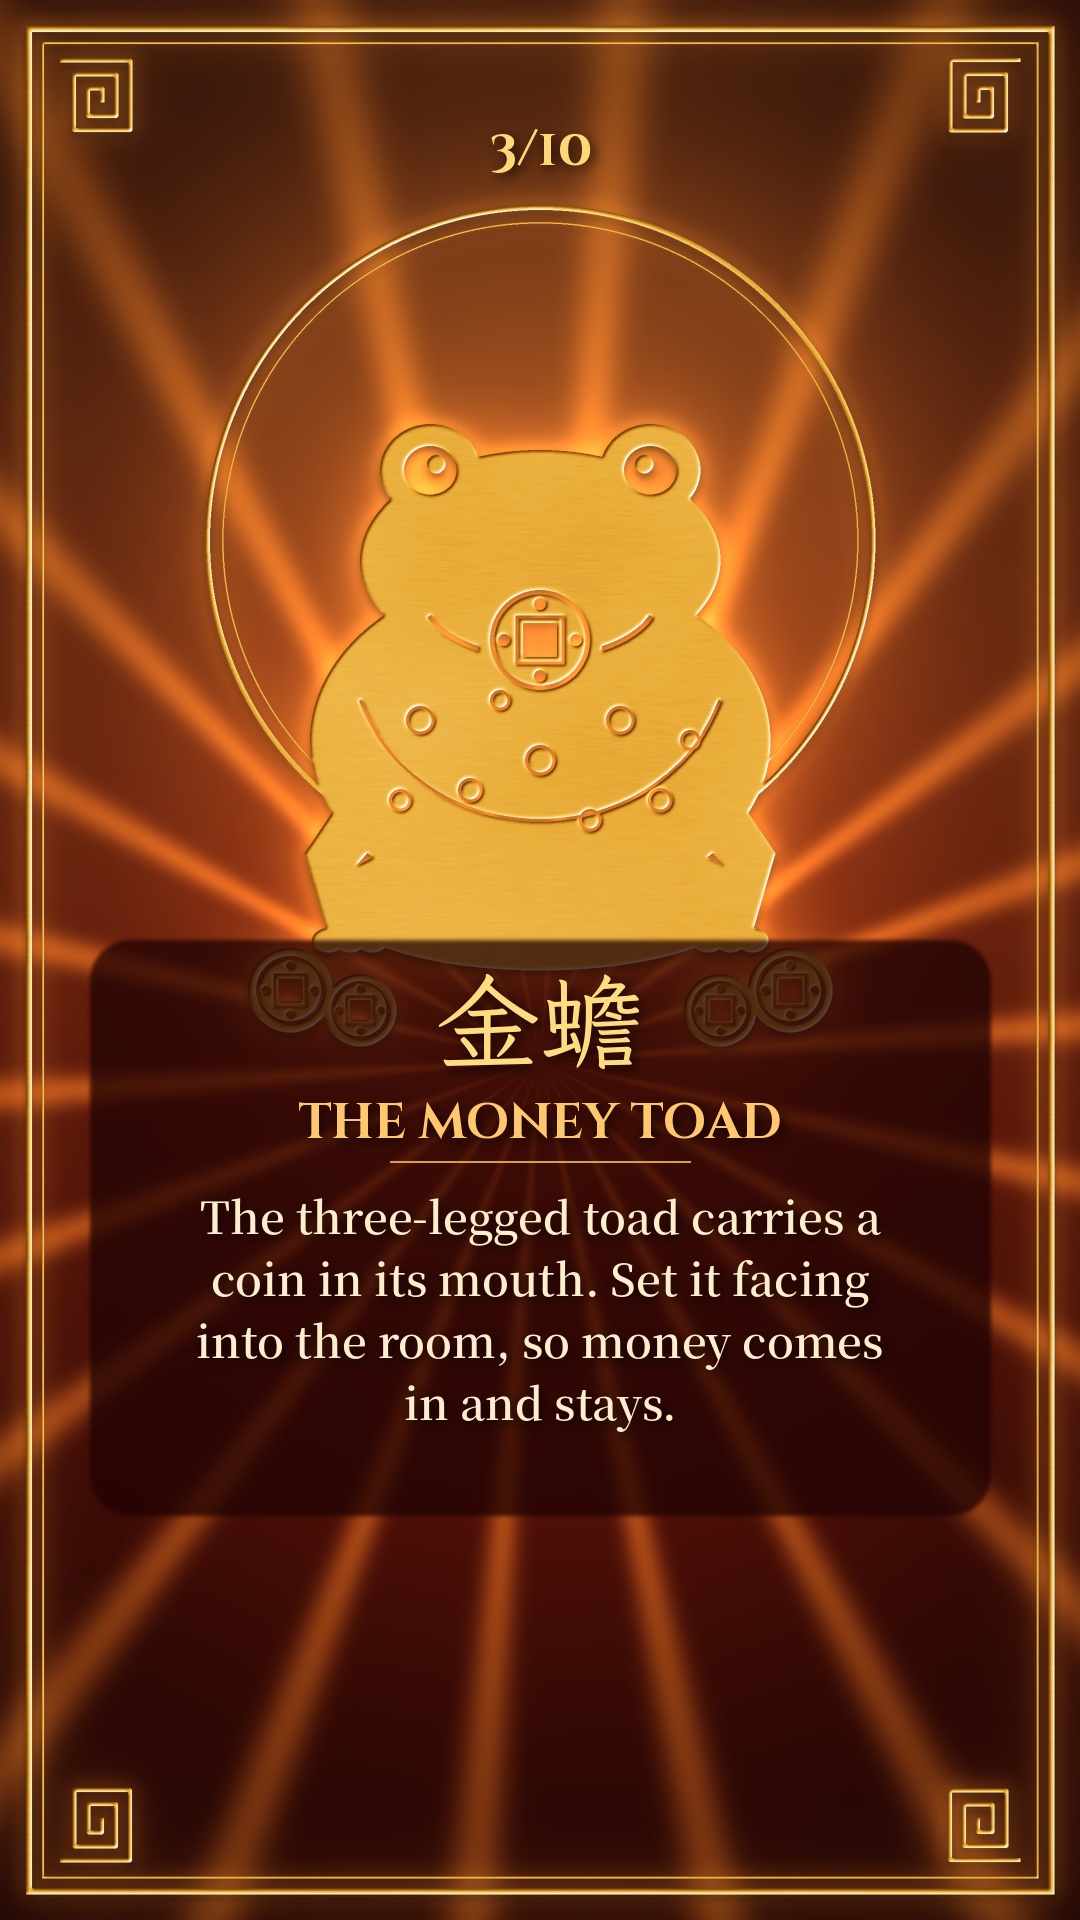 3/10
金蟾
THE MONEY TOAD
The three-legged toad carries a
coin in its mouth. Set it facing
into the room, so money comes
in and stays.